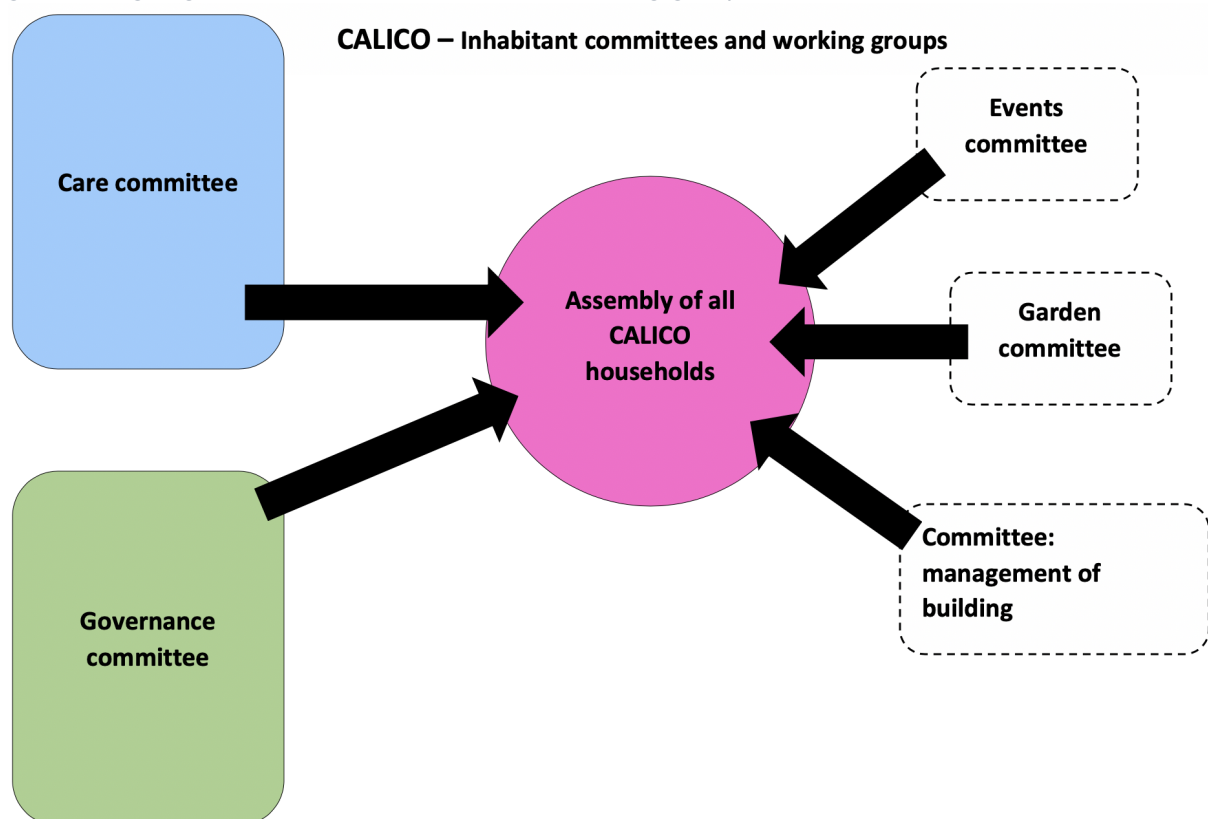 CALICO – Inhabitant committees and working groups
Care committee
Governance
committee
Assembly of all
CALICO
households
Events
committee
Garden
committee
Committee:
management of
building